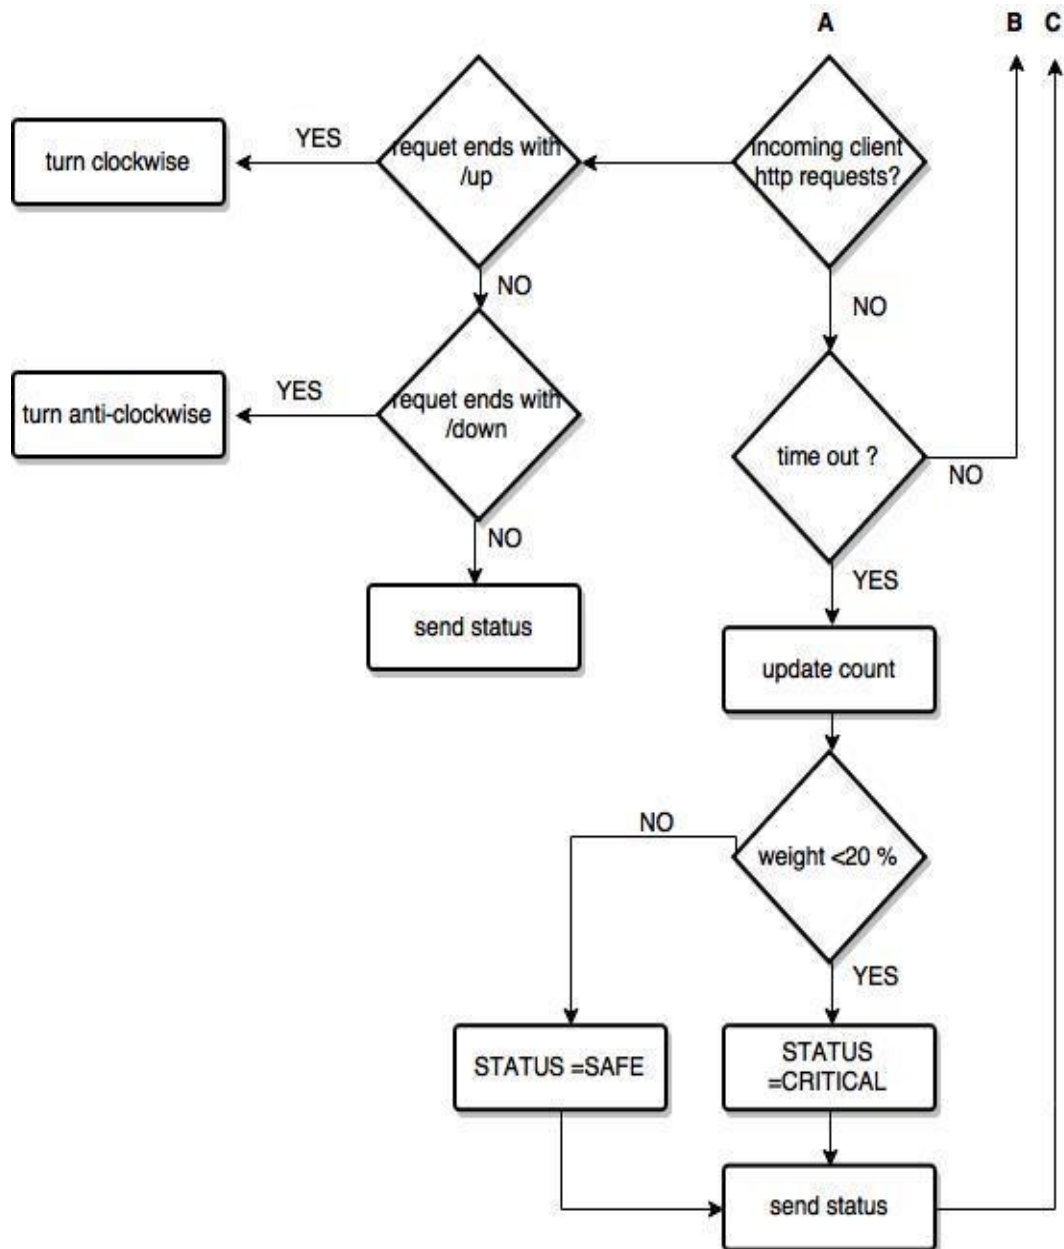 A
B
C
incoming client
http requests?
requet ends with
/up
YES
turn clockwise
NO
NO
requet ends with
/down
YES
turn anti-clockwise
time out ?
NO
NO
send status
YES
update count
weight <20 %
NO
YES
STATUS =SAFE
STATUS
=CRITICAL
send status